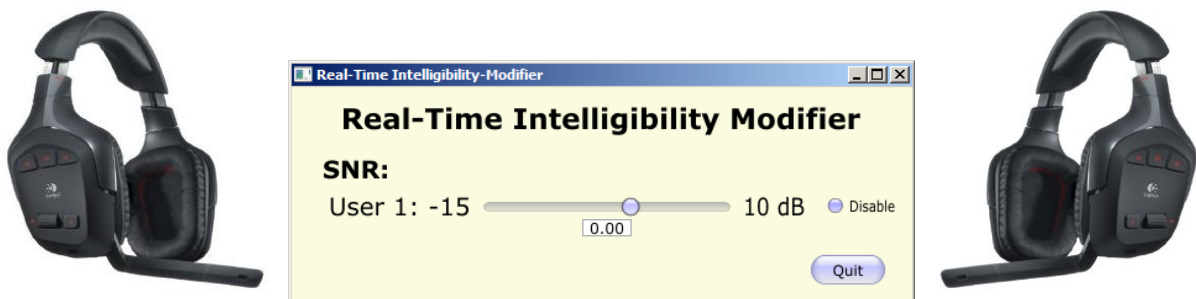 Real-Time Intelligibility-Modifier
Real-Time Intelligibility Modifier
SNR:
User 1: -15 10 dB Disable
0.00
Quit